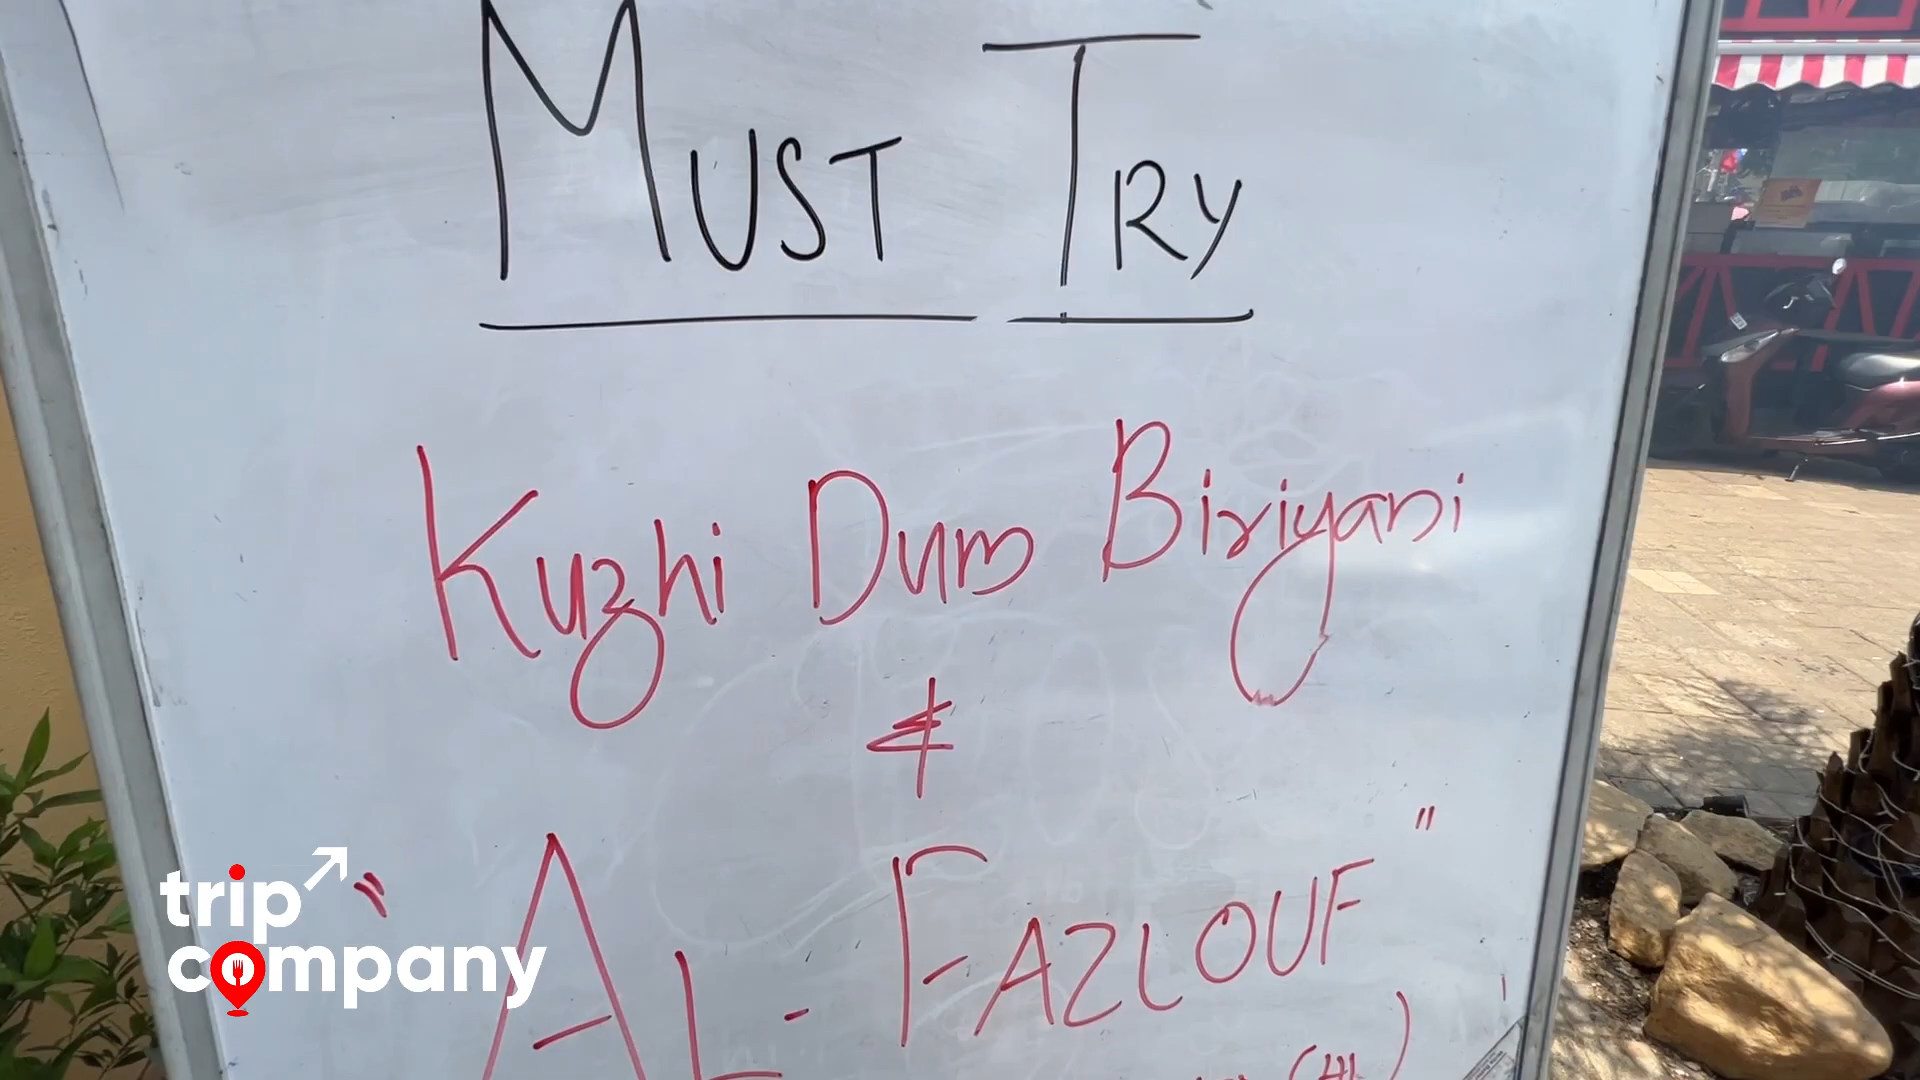 MUST TRY
Kuzhi Dum Biriyani
&
"AL-FAZLOUF"
trip
company